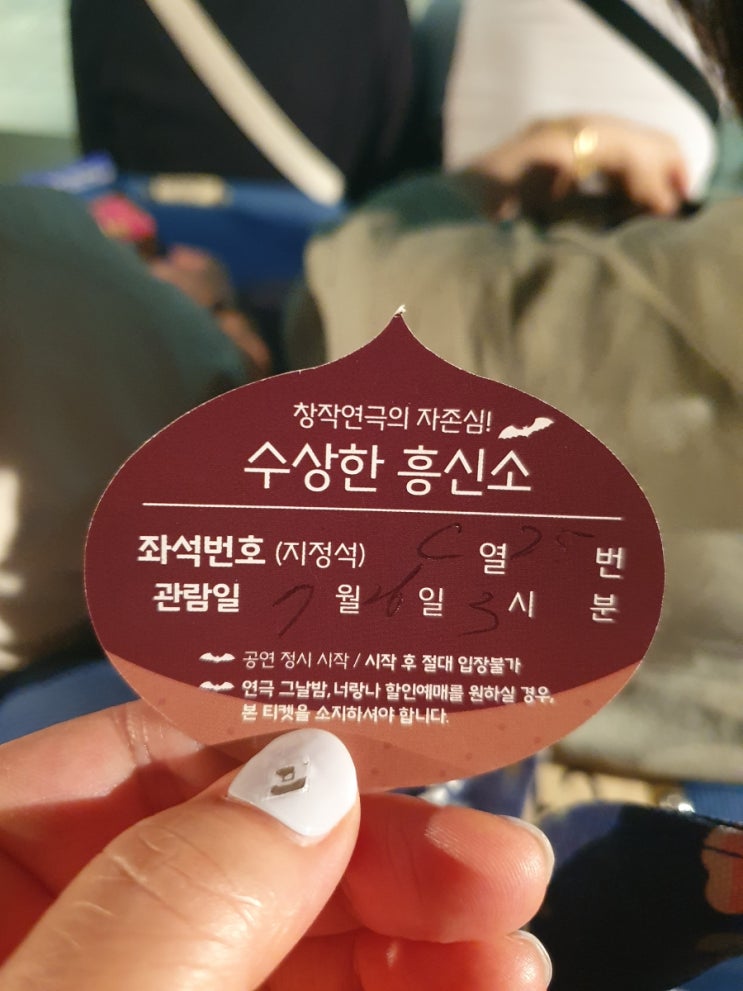 창작연극의 자존심!
수상한 흥신소
좌석번호 (지정석) C 열 25 번
관람일 7 월 26 일 3 시 분
공연 정시 시작 / 시작 후 절대 입장불가
연극 그날밤, 너랑나 할인예매를 원하실 경우,
본 티켓을 소지하셔야 합니다.